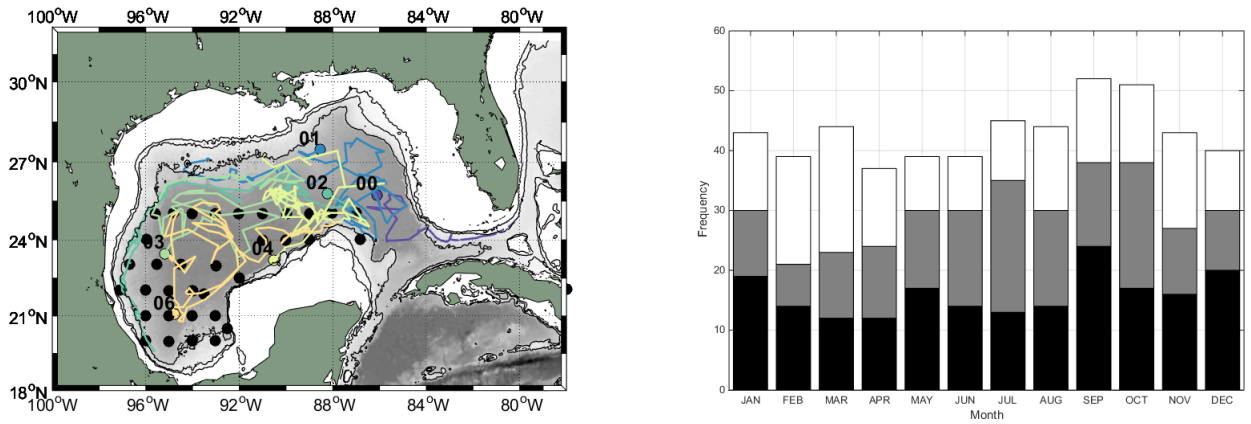 100°W 96°W 92°W 88°W 84°W 80°W
30°N
27°N
24°N
21°N
18°N
01
02
00
03
04
06
100°W 96°W 92°W 88°W 84°W 80°W
60
50
40
30
20
10
0
Frequency
JAN FEB MAR APR MAY JUN JUL AUG SEP OCT NOV DEC
Month